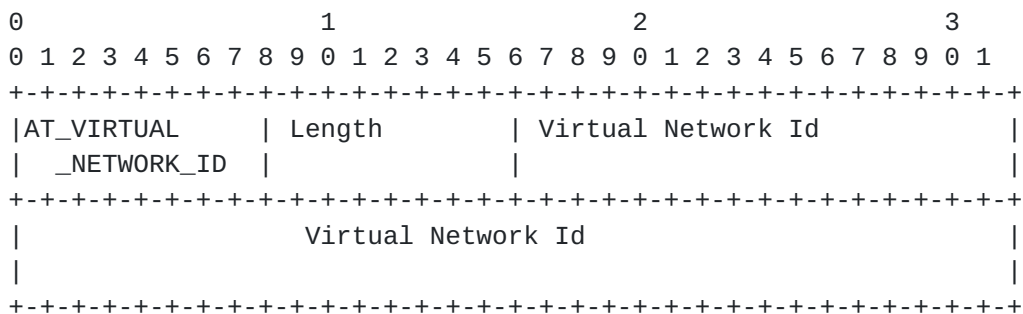 0                   1                   2                   3
0 1 2 3 4 5 6 7 8 9 0 1 2 3 4 5 6 7 8 9 0 1 2 3 4 5 6 7 8 9 0 1
+-+-+-+-+-+-+-+-+-+-+-+-+-+-+-+-+-+-+-+-+-+-+-+-+-+-+-+-+-+-+-+-+
|AT_VIRTUAL     | Length        | Virtual Network Id            |
|  _NETWORK_ID  |               |                               |
+-+-+-+-+-+-+-+-+-+-+-+-+-+-+-+-+-+-+-+-+-+-+-+-+-+-+-+-+-+-+-+-+
|                  Virtual Network Id                           |
|                                                               |
+-+-+-+-+-+-+-+-+-+-+-+-+-+-+-+-+-+-+-+-+-+-+-+-+-+-+-+-+-+-+-+-+